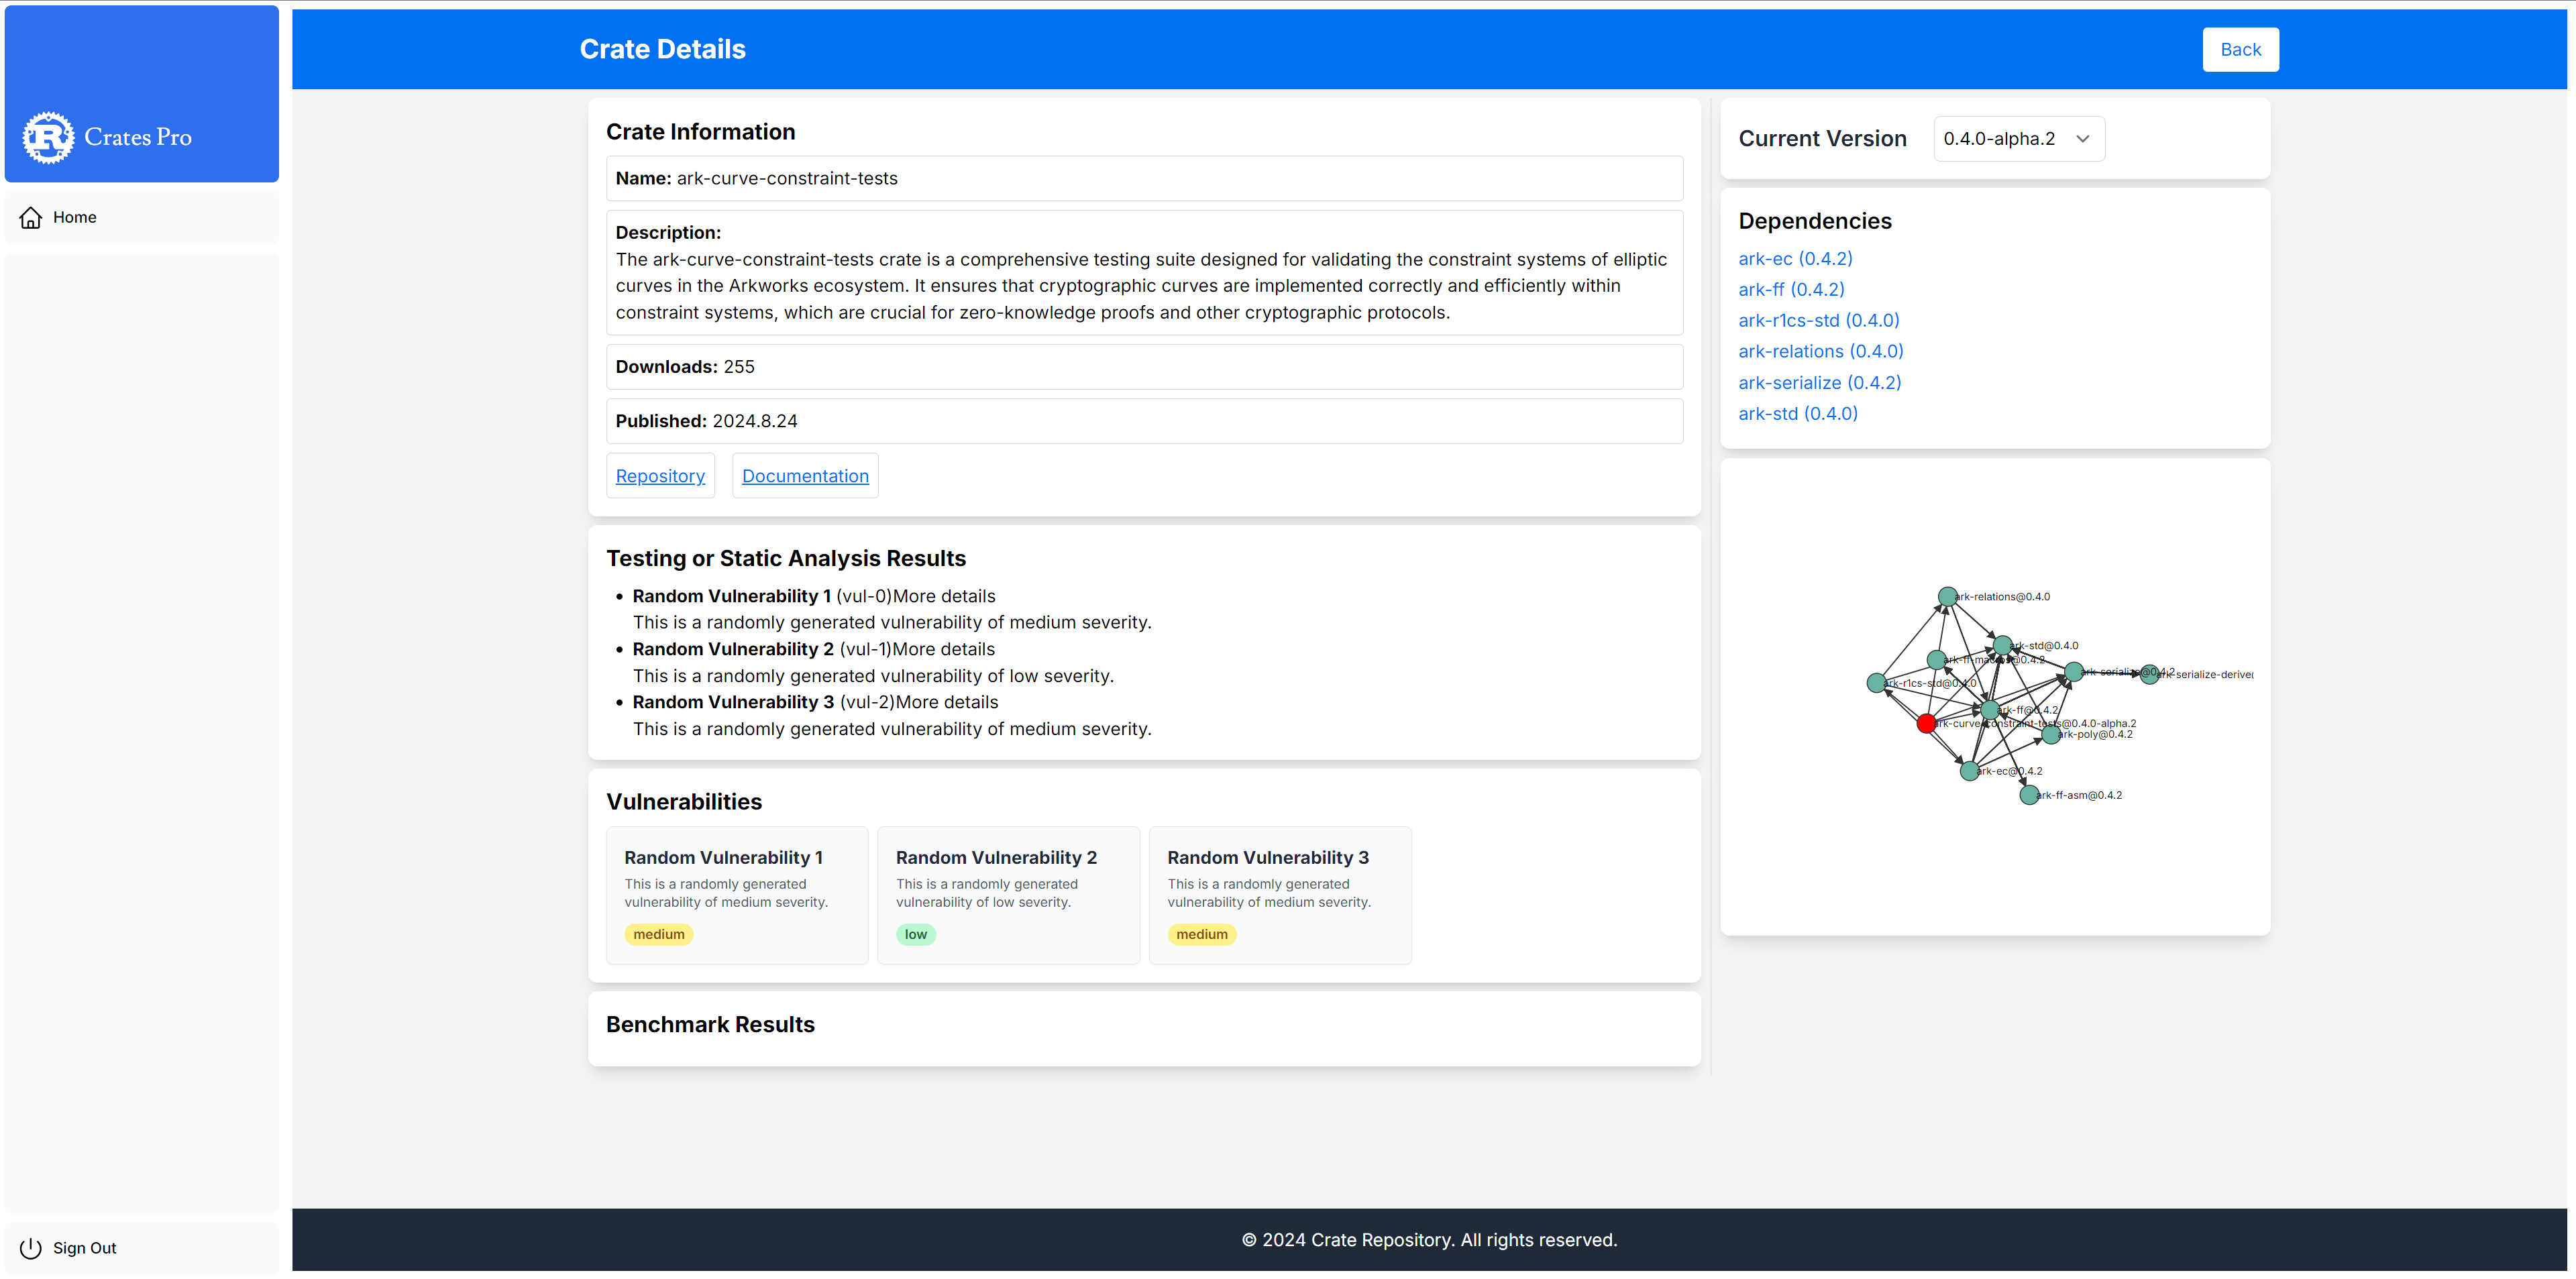 Crate Details
Back
Crates Pro
Home
Sign Out
Crate Information
Name: ark-curve-constraint-tests
Description:
The ark-curve-constraint-tests crate is a comprehensive testing suite designed for validating the constraint systems of elliptic
curves in the Arkworks ecosystem. It ensures that cryptographic curves are implemented correctly and efficiently within
constraint systems, which are crucial for zero-knowledge proofs and other cryptographic protocols.
Downloads: 255
Published: 2024.8.24
Repository
Documentation
Testing or Static Analysis Results
Random Vulnerability 1 (vul-0)More details
This is a randomly generated vulnerability of medium severity.
Random Vulnerability 2 (vul-1)More details
This is a randomly generated vulnerability of low severity.
Random Vulnerability 3 (vul-2)More details
This is a randomly generated vulnerability of medium severity.
Vulnerabilities
Random Vulnerability 1
This is a randomly generated
vulnerability of medium severity.
medium
Random Vulnerability 2
This is a randomly generated
vulnerability of low severity.
low
Random Vulnerability 3
This is a randomly generated
vulnerability of medium severity.
medium
Benchmark Results
Current Version
0.4.0-alpha.2
Dependencies
ark-ec (0.4.2)
ark-ff (0.4.2)
ark-r1cs-std (0.4.0)
ark-relations (0.4.0)
ark-serialize (0.4.2)
ark-std (0.4.0)
ark-relations@0.4.0
ark-std@0.4.0
ark-ff-macros@0.4.2
ark-serialize@0.4.2
ark-serialize-derive
ark-r1cs-std@0.4.0
ark-ff@0.4.2
ark-curve-constraint-tests@0.4.0-alpha.2
ark-poly@0.4.2
ark-ec@0.4.2
ark-ff-asm@0.4.2
© 2024 Crate Repository. All rights reserved.